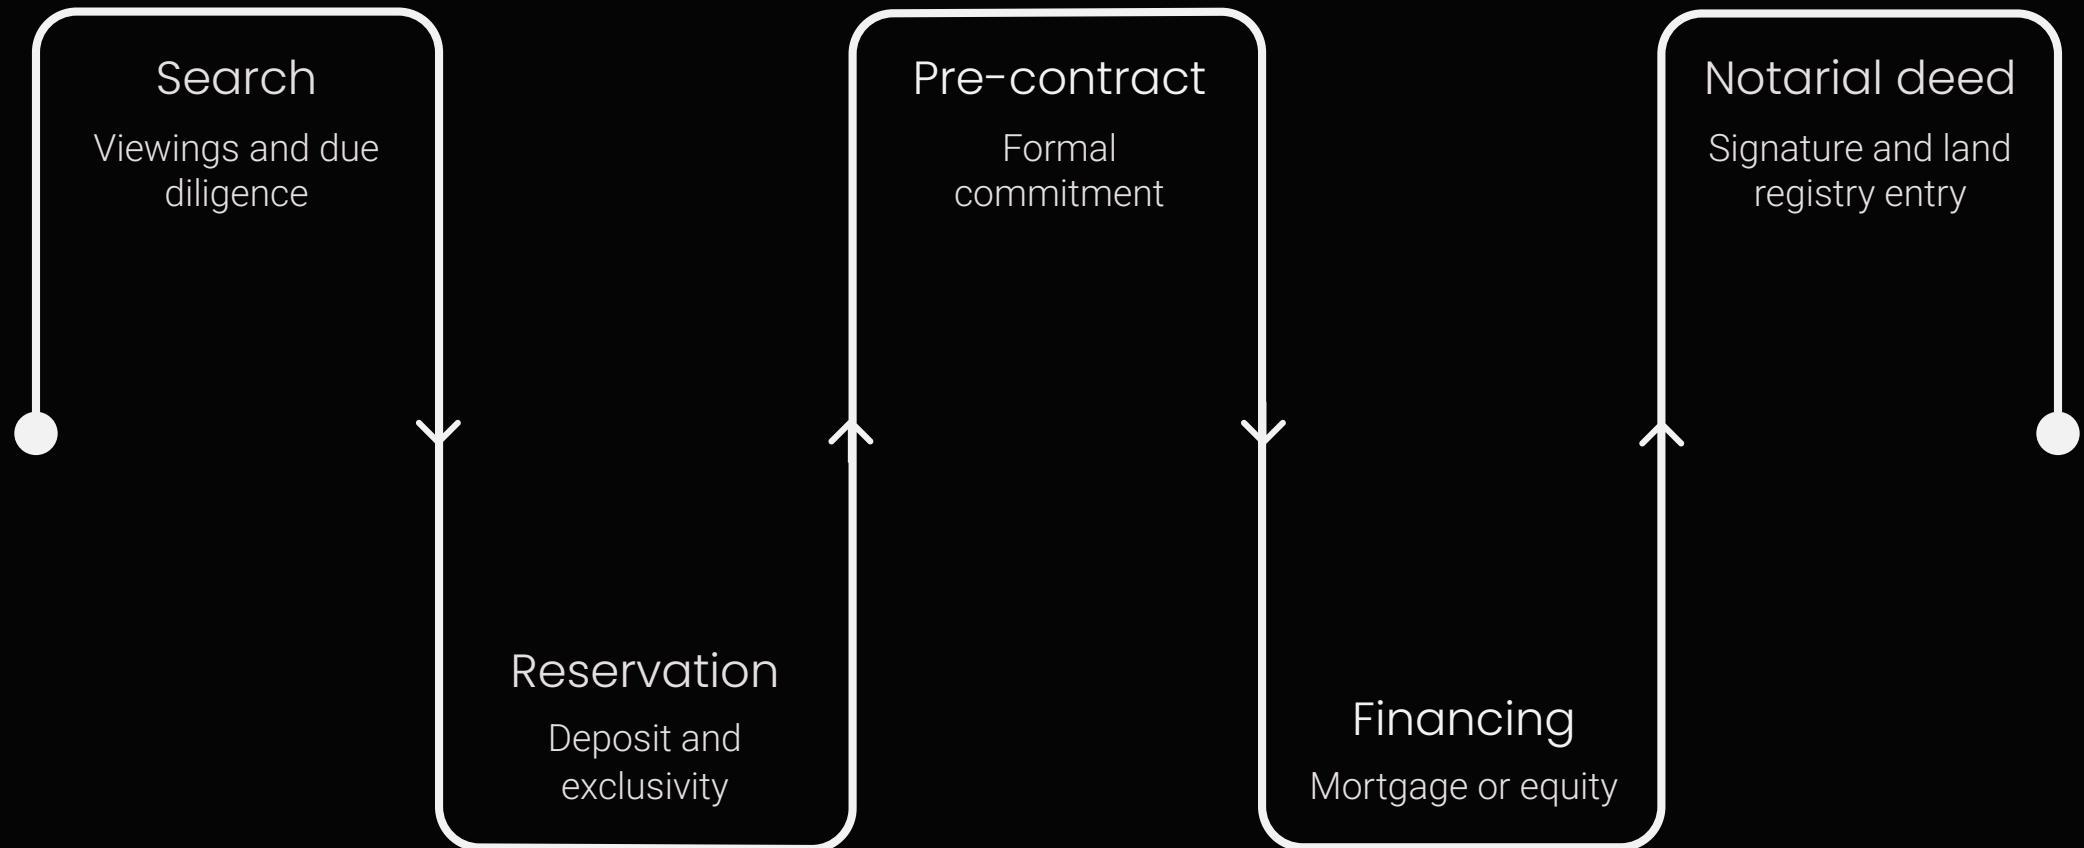 Search
Viewings and due
diligence
Reservation
Deposit and
exclusivity
Pre-contract
Formal
commitment
Financing
Mortgage or equity
Notarial deed
Signature and land
registry entry